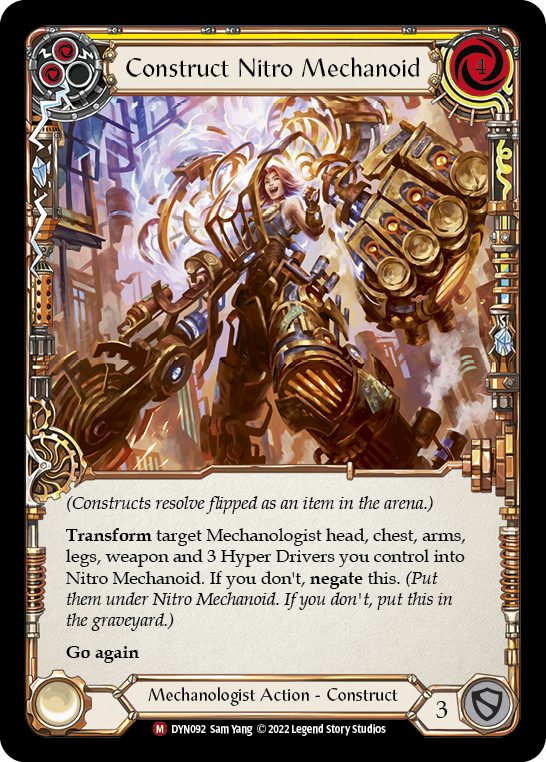 Construct Nitro Mechanoid
4
(Constructs resolve flipped as an item in the arena.)
Transform target Mechanologist head, chest, arms,
legs, weapon and 3 Hyper Drivers you control into
Nitro Mechanoid. If you don't, negate this. (Put
them under Nitro Mechanoid. If you don't, put this in
the graveyard.)
Go again
Mechanologist Action - Construct
3
M DYN092 Sam Yang © 2022 Legend Story Studios